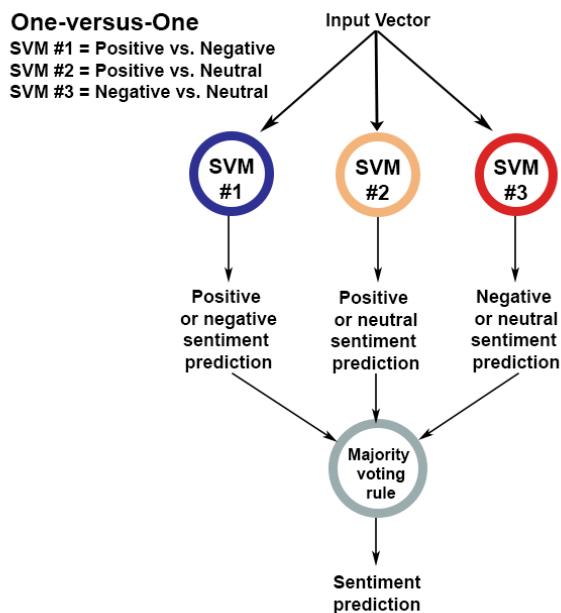 One-versus-One
SVM #1 = Positive vs. Negative
SVM #2 = Positive vs. Neutral
SVM #3 = Negative vs. Neutral
Input Vector
SVM
#1
SVM
#2
SVM
#3
Positive
or negative
sentiment
prediction
Positive
or neutral
sentiment
prediction
Negative
or neutral
sentiment
prediction
Majority
voting
rule
Sentiment
prediction